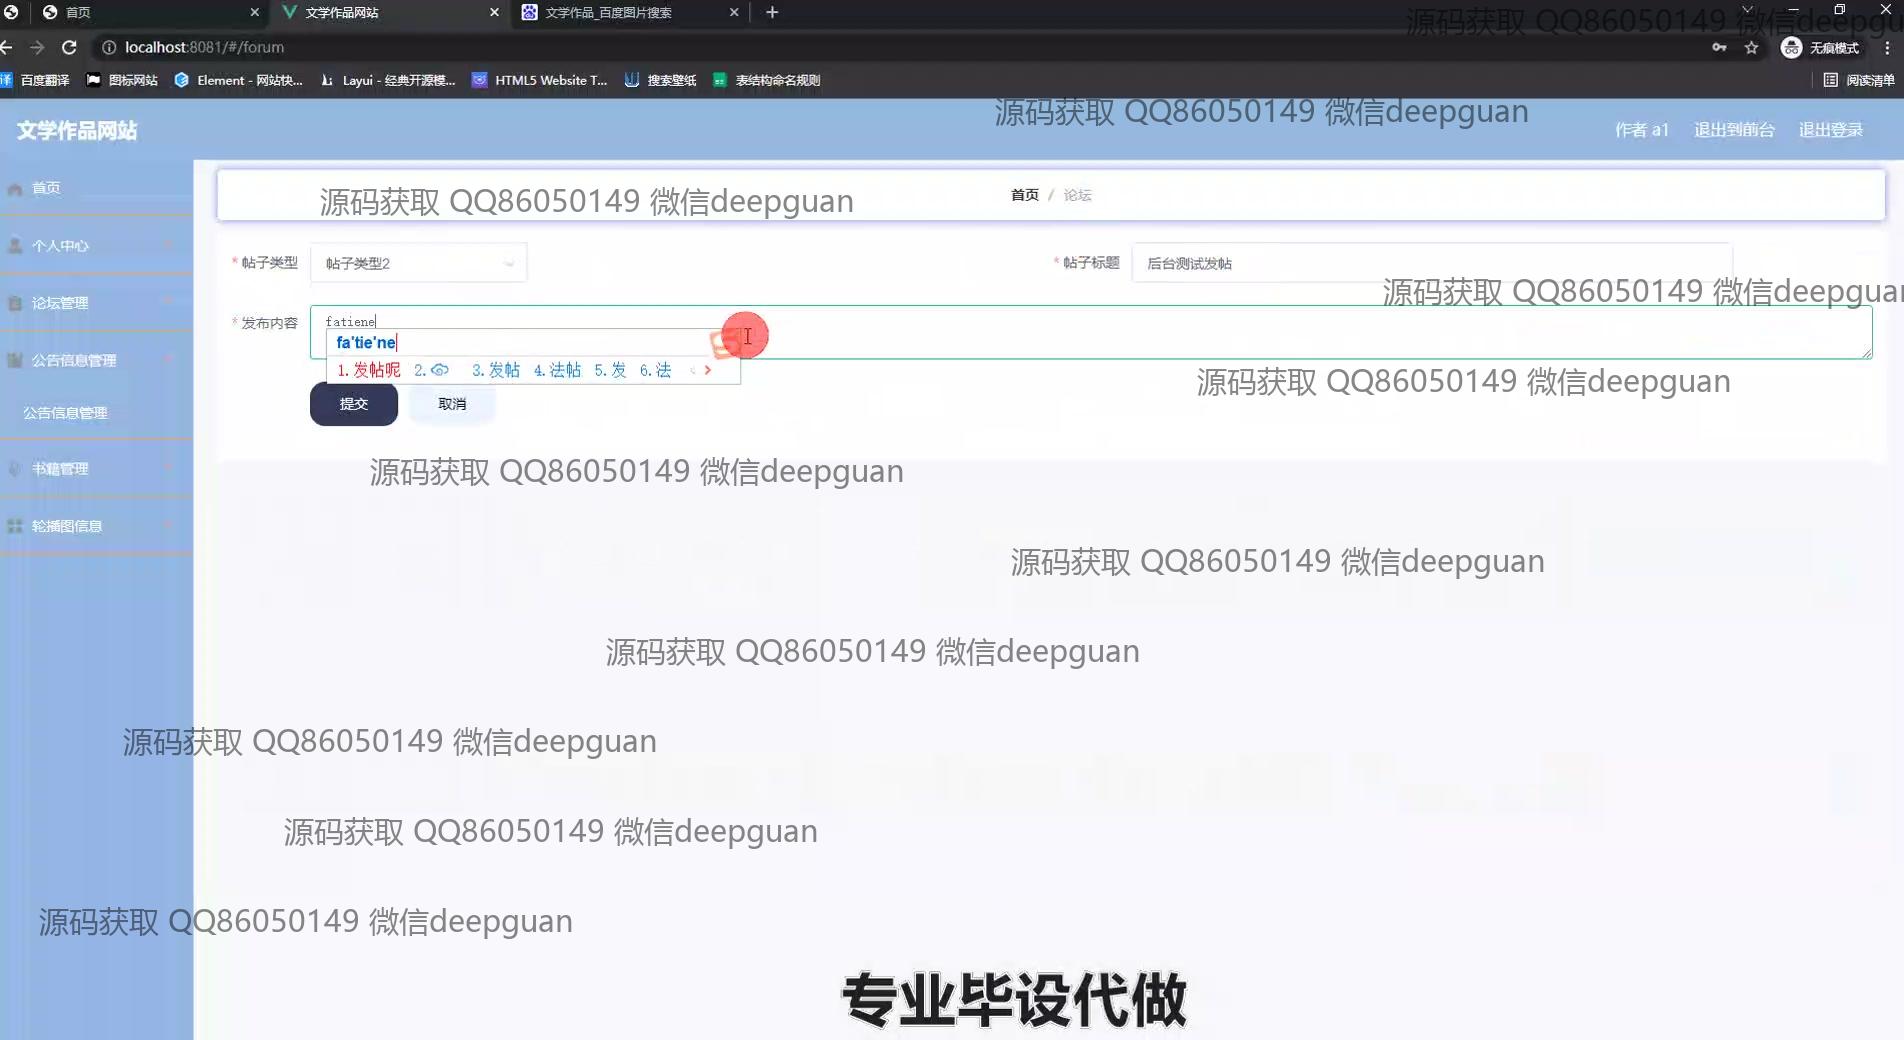 首页
文学作品网站
文学作品_百度图片搜索
源码获取 QQ86050149 微信deepgu
localhost:8081/#/forum
无痕模式
译 百度翻译
图标网站
Element - 网站快...
Layui - 经典开源模...
HTML5 Website T...
搜索壁纸
表结构命名规则
阅读清单
文学作品网站
源码获取 QQ86050149 微信deepguan
作者 a1
退出到前台
退出登录
首页
源码获取 QQ86050149 微信deepguan
首页 / 论坛
个人中心
* 帖子类型
帖子类型2
* 帖子标题
后台测试发帖
论坛管理
源码获取 QQ86050149 微信deepguan
* 发布内容
fatiene
fa'tie'ne
1.发帖呢 2. 3.发帖 4.法帖 5.发 6.法
公告信息管理
源码获取 QQ86050149 微信deepguan
提交
取消
公告信息管理
书籍管理
源码获取 QQ86050149 微信deepguan
轮播图信息
源码获取 QQ86050149 微信deepguan
源码获取 QQ86050149 微信deepguan
源码获取 QQ86050149 微信deepguan
源码获取 QQ86050149 微信deepguan
源码获取 QQ86050149 微信deepguan
专业毕设代做